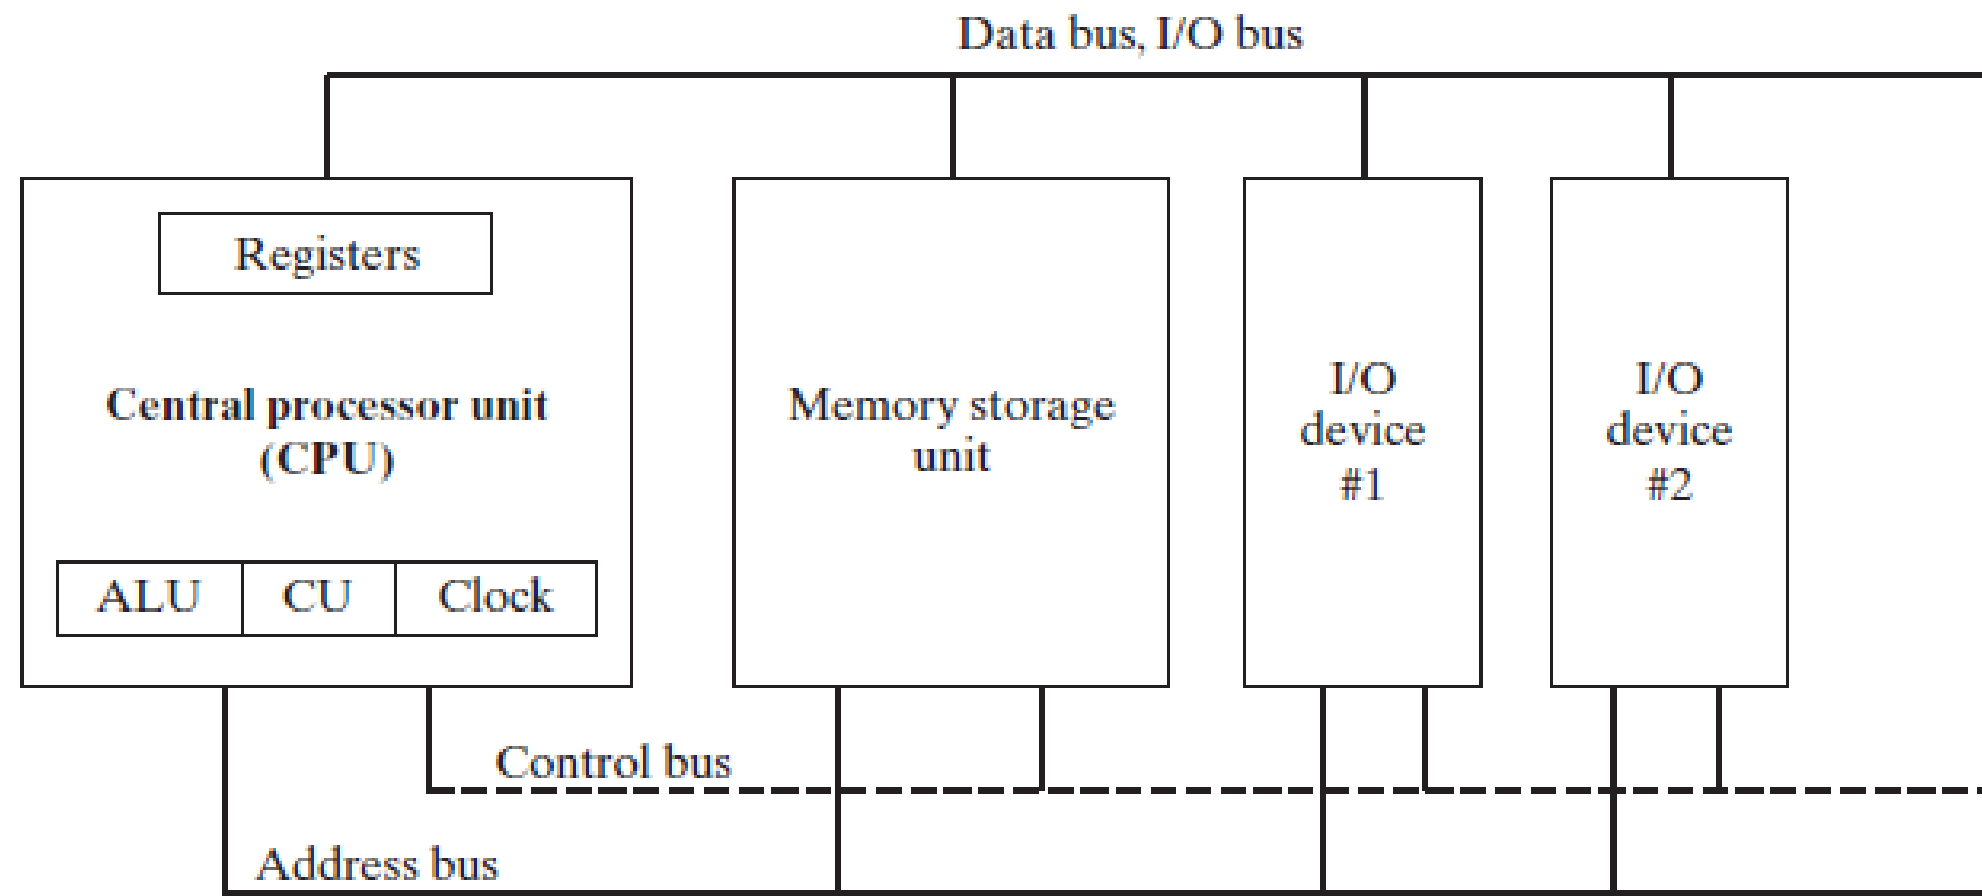 Data bus, I/O bus
Registers
Central processor unit
(CPU)
ALU
CU
Clock
Memory storage
unit
I/O
device
#1
I/O
device
#2
Control bus
Address bus